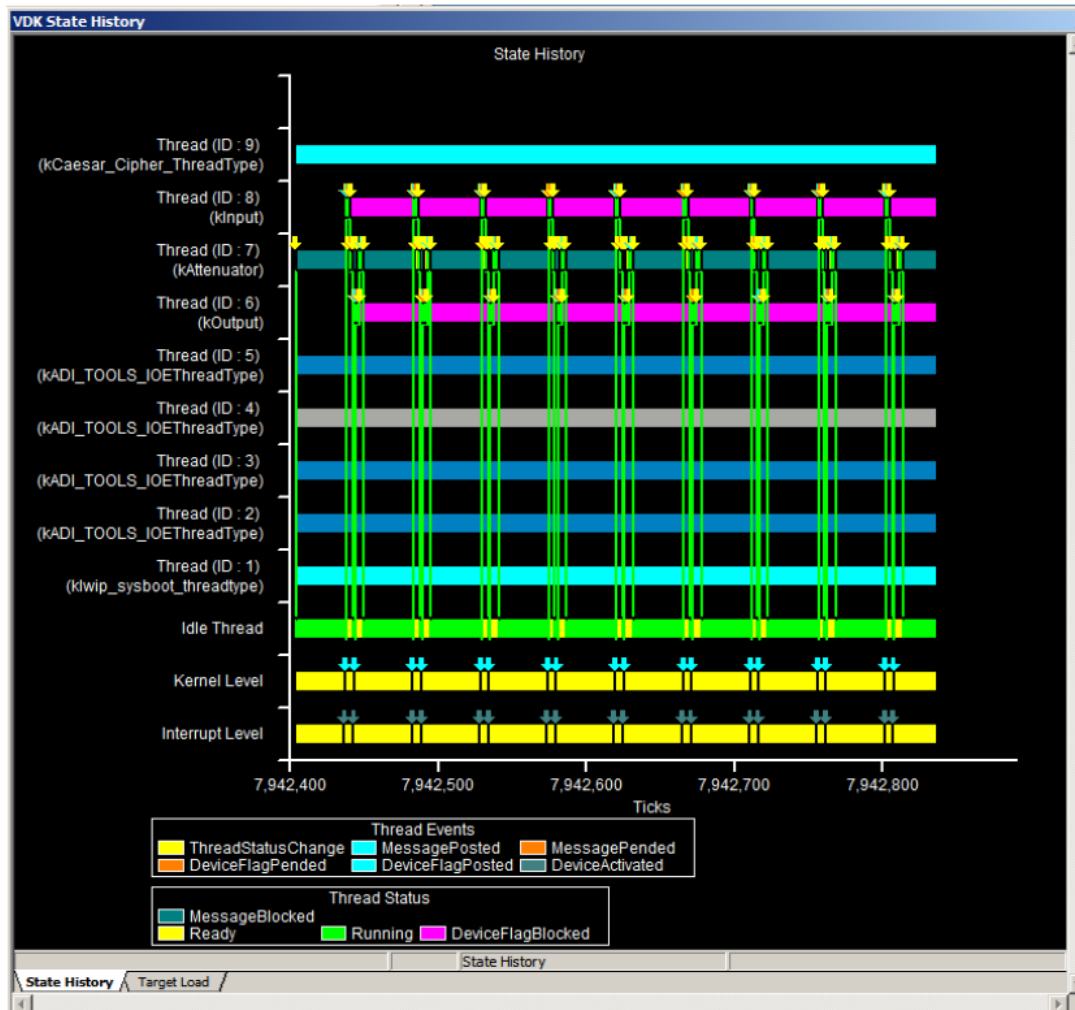 VDK State History
State History
Thread (ID : 9)
(kCaesar_Cipher_ThreadType)
Thread (ID : 8)
(kInput)
Thread (ID : 7)
(kAttenuator)
Thread (ID : 6)
(kOutput)
Thread (ID : 5)
(kADI_TOOLS_IOEThreadType)
Thread (ID : 4)
(kADI_TOOLS_IOEThreadType)
Thread (ID : 3)
(kADI_TOOLS_IOEThreadType)
Thread (ID : 2)
(kADI_TOOLS_IOEThreadType)
Thread (ID : 1)
(klwip_sysboot_threadtype)
Idle Thread
Kernel Level
Interrupt Level
7,942,400 7,942,500 7,942,600 7,942,700 7,942,800
Ticks
Thread Events
ThreadStatusChange MessagePosted MessagePended
DeviceFlagPended DeviceFlagPosted DeviceActivated
Thread Status
MessageBlocked
Ready Running DeviceFlagBlocked
State History
State History Target Load